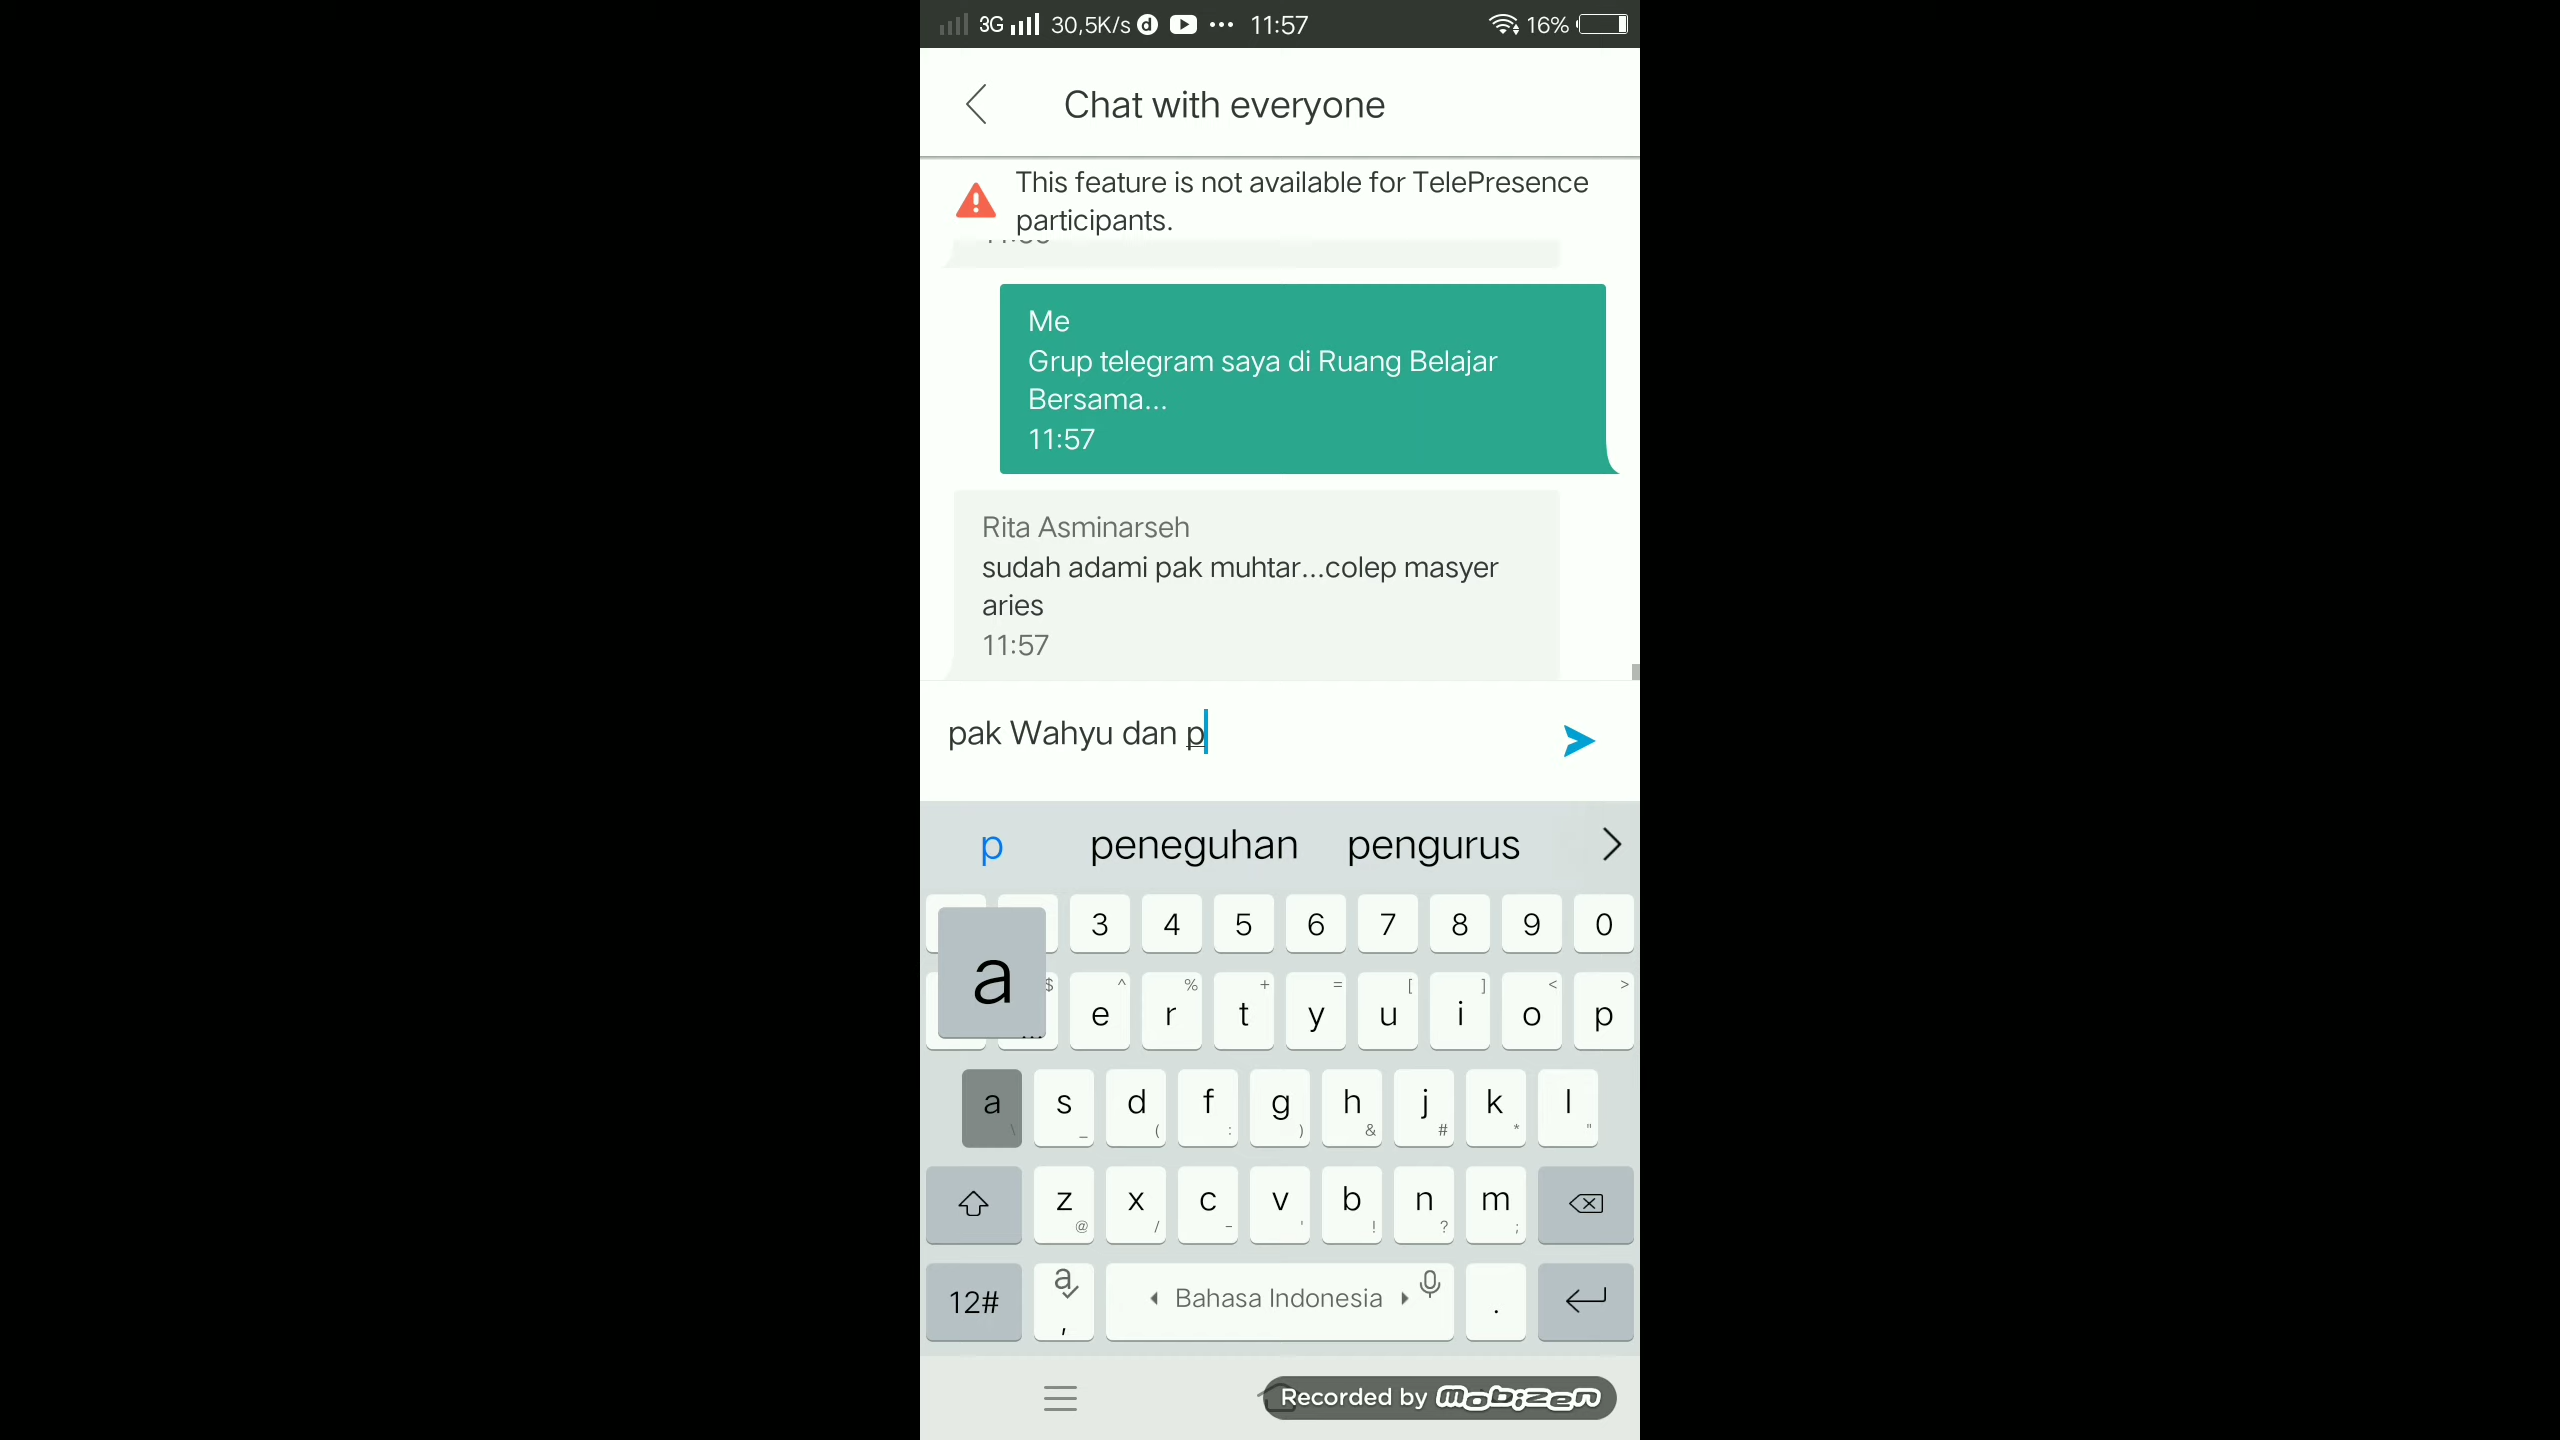 3G 30,5K/s 11:57 16%
Chat with everyone
This feature is not available for TelePresence
participants.
Me
Grup telegram saya di Ruang Belajar
Bersama...
11:57
Rita Asminarseh
sudah adami pak muhtar...colep masyer
aries
11:57
pak Wahyu dan p
p peneguhan pengurus
3 4 5 6 7 8 9 0
a
$ ^ % + = [ ] < >
e r t y u i o p
a s d f g h j k l
\ _ ( : ) & # * "
z x c v b n m
@ / - ' ! ? ;
12# a , Bahasa Indonesia .
Recorded by mobizen